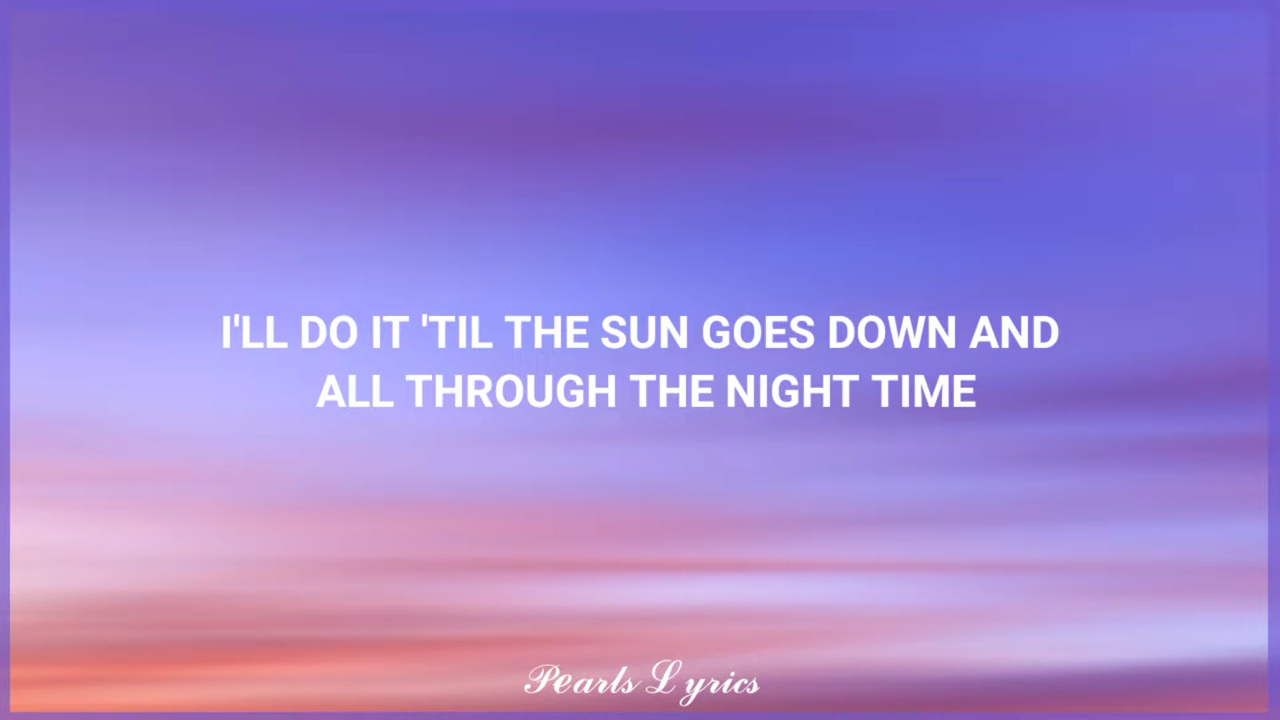 I'LL DO IT 'TIL THE SUN GOES DOWN AND
ALL THROUGH THE NIGHT TIME
Pearls Lyrics